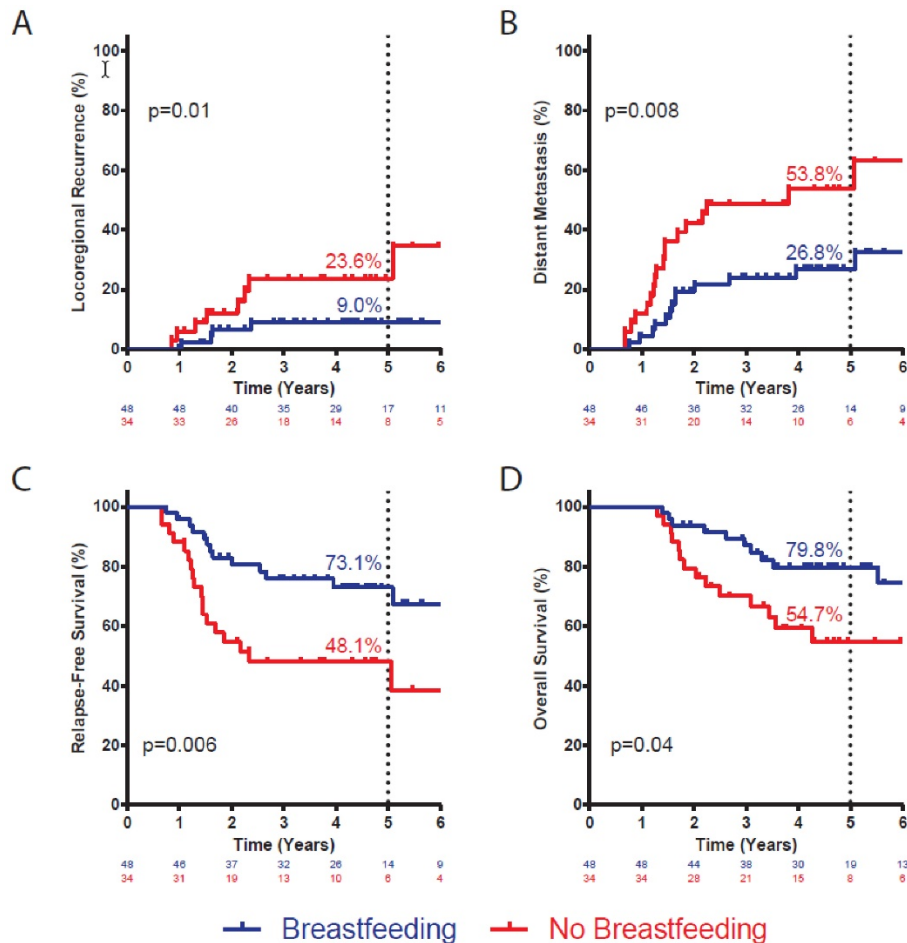 A
Locoregional Recurrence (%)
100
80
60
40
20
0
p=0.01
23.6%
9.0%
0 1 2 3 4 5 6
Time (Years)
48 48 40 35 29 17 11
34 33 26 18 14 8 5
B
Distant Metastasis (%)
100
80
60
40
20
0
p=0.008
53.8%
26.8%
0 1 2 3 4 5 6
Time (Years)
48 46 36 32 26 14 9
34 31 20 14 10 6 4
C
Relapse-Free Survival (%)
100
80
60
40
20
0
73.1%
48.1%
p=0.006
0 1 2 3 4 5 6
Time (Years)
48 46 37 32 26 14 9
34 31 19 13 10 6 4
D
Overall Survival (%)
100
80
60
40
20
0
79.8%
54.7%
p=0.04
0 1 2 3 4 5 6
Time (Years)
48 48 44 38 30 19 13
34 34 28 21 15 8 6
Breastfeeding No Breastfeeding